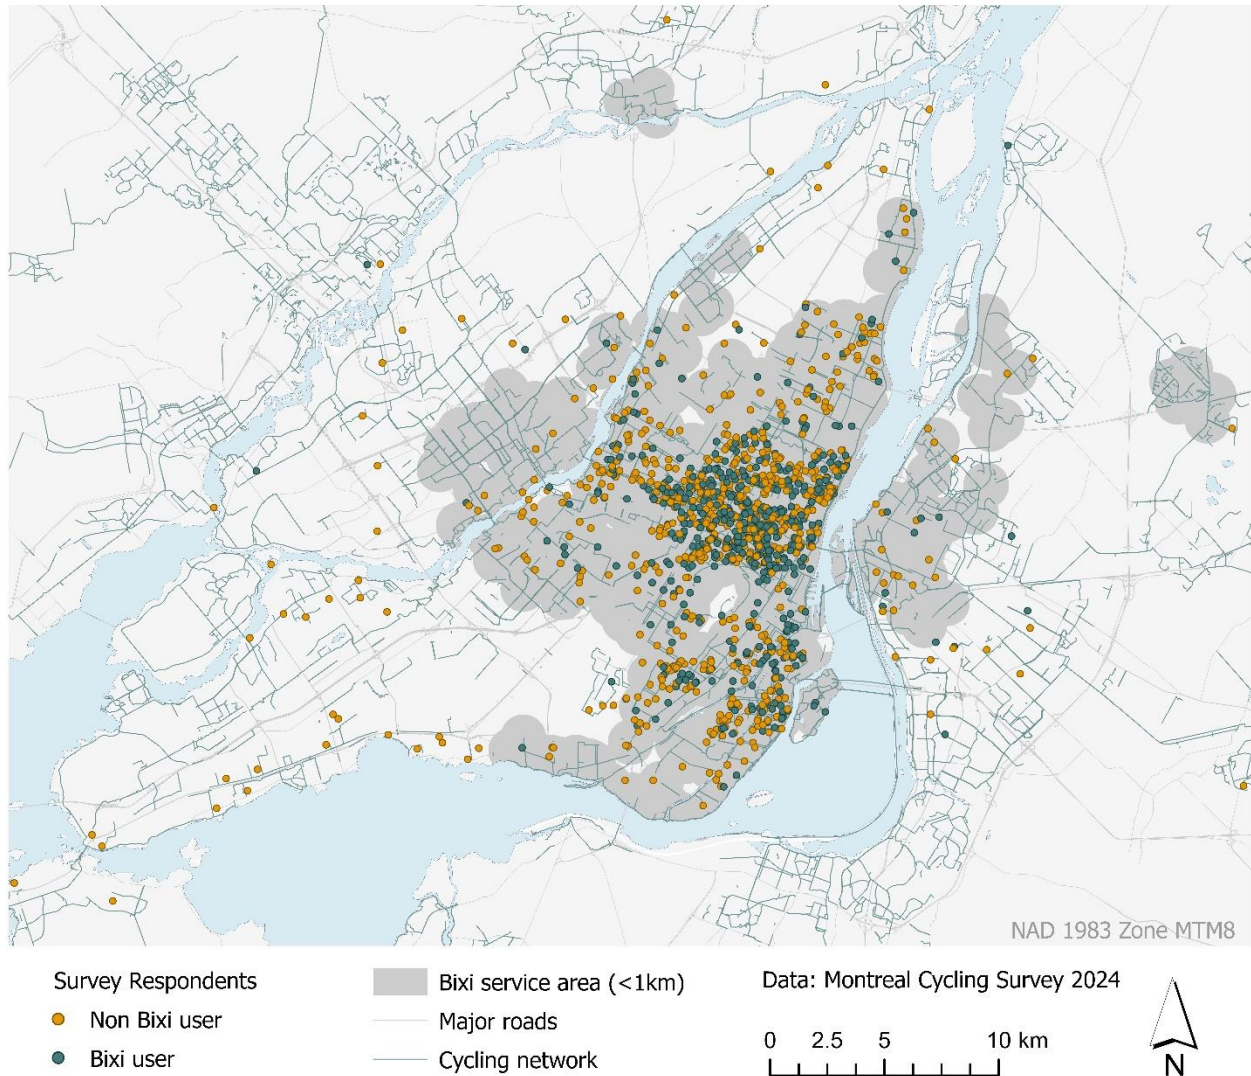 NAD 1983 Zone MTM8
Survey Respondents
Non Bixi user
Bixi user
Bixi service area (<1km)
Major roads
Cycling network
Data: Montreal Cycling Survey 2024
0 2.5 5 10 km
N